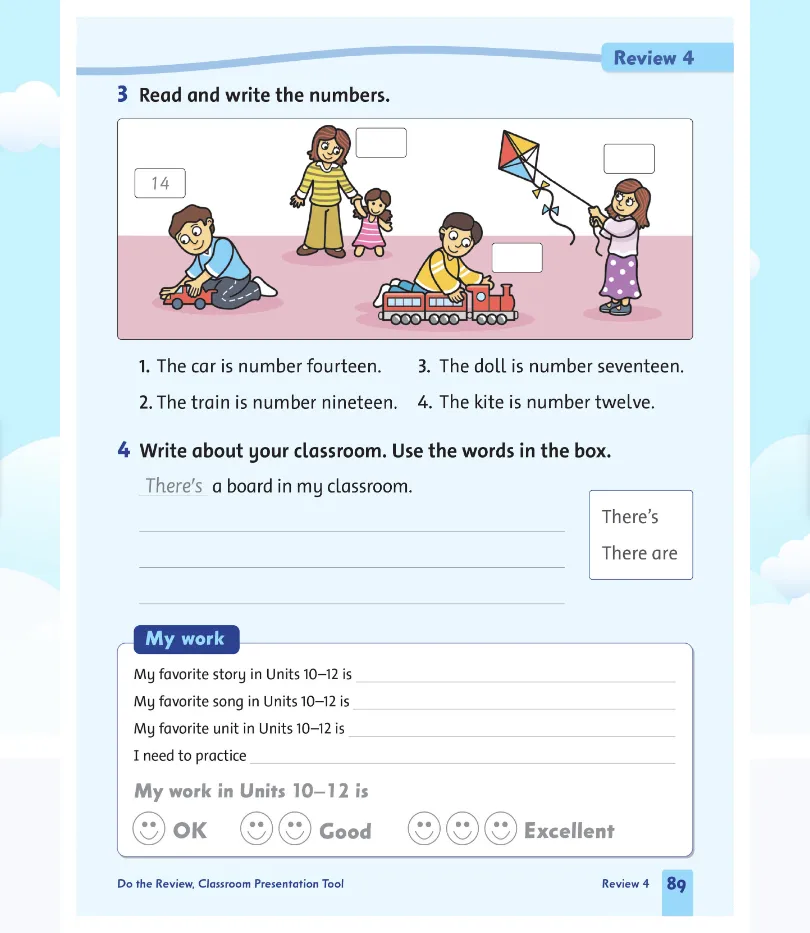 Review 4
3 Read and write the numbers.
14
1. The car is number fourteen.
3. The doll is number seventeen.
2. The train is number nineteen.
4. The kite is number twelve.
4 Write about your classroom. Use the words in the box.
There's a board in my classroom.
There's
There are
My work
My favorite story in Units 10–12 is
My favorite song in Units 10–12 is
My favorite unit in Units 10–12 is
I need to practice
My work in Units 10–12 is
OK Good Excellent
Do the Review, Classroom Presentation Tool
Review 4 89